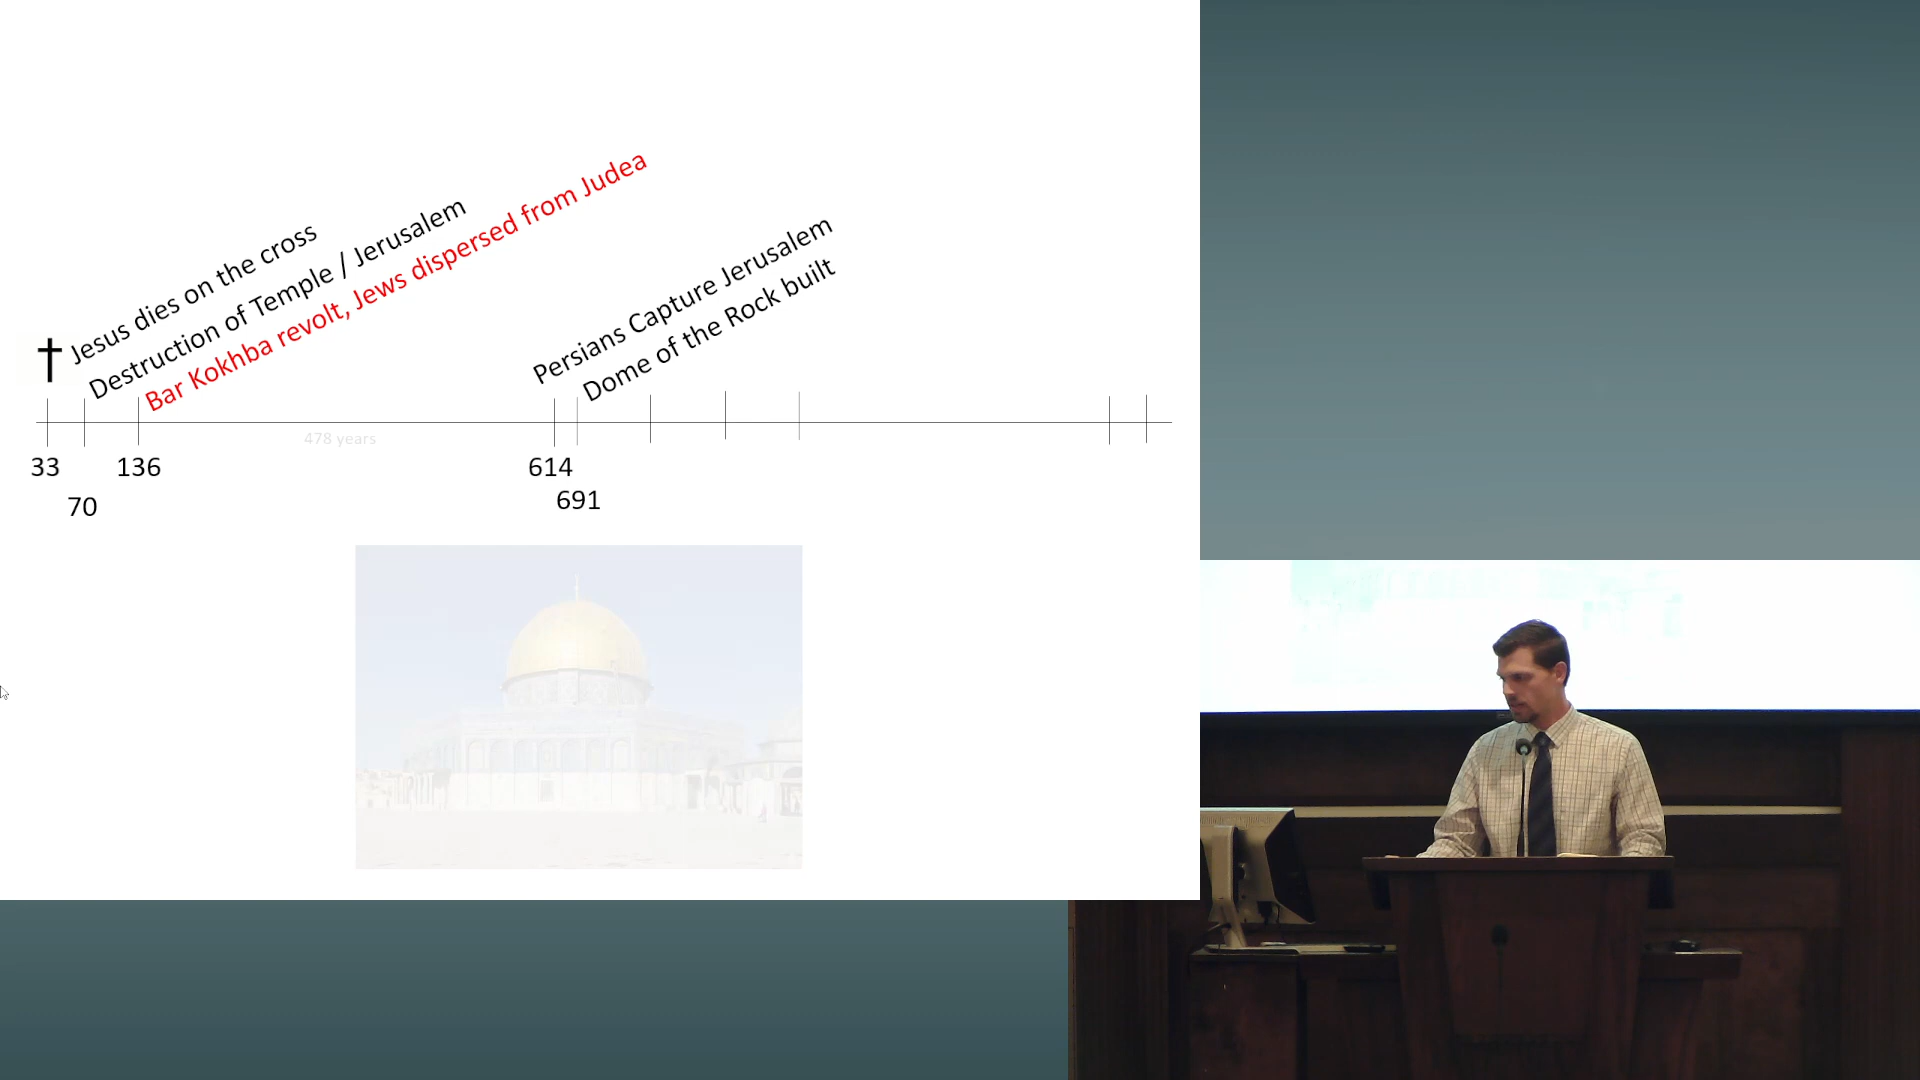 Jesus dies on the cross
Destruction of Temple / Jerusalem
Bar Kokhba revolt, Jews dispersed from Judea
Persians Capture Jerusalem
Dome of the Rock built
478 years
33
136
614
70
691